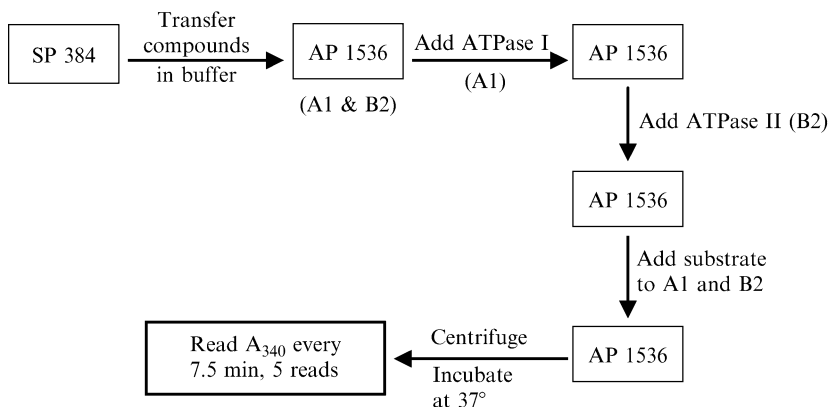 SP 384
Transfer
compounds
in buffer
AP 1536
(A1 & B2)
Add ATPase I
(A1)
AP 1536
Add ATPase II (B2)
AP 1536
Add substrate
to A1 and B2
AP 1536
Centrifuge
Incubate
at 37°
Read A₃₄₀ every
7.5 min, 5 reads